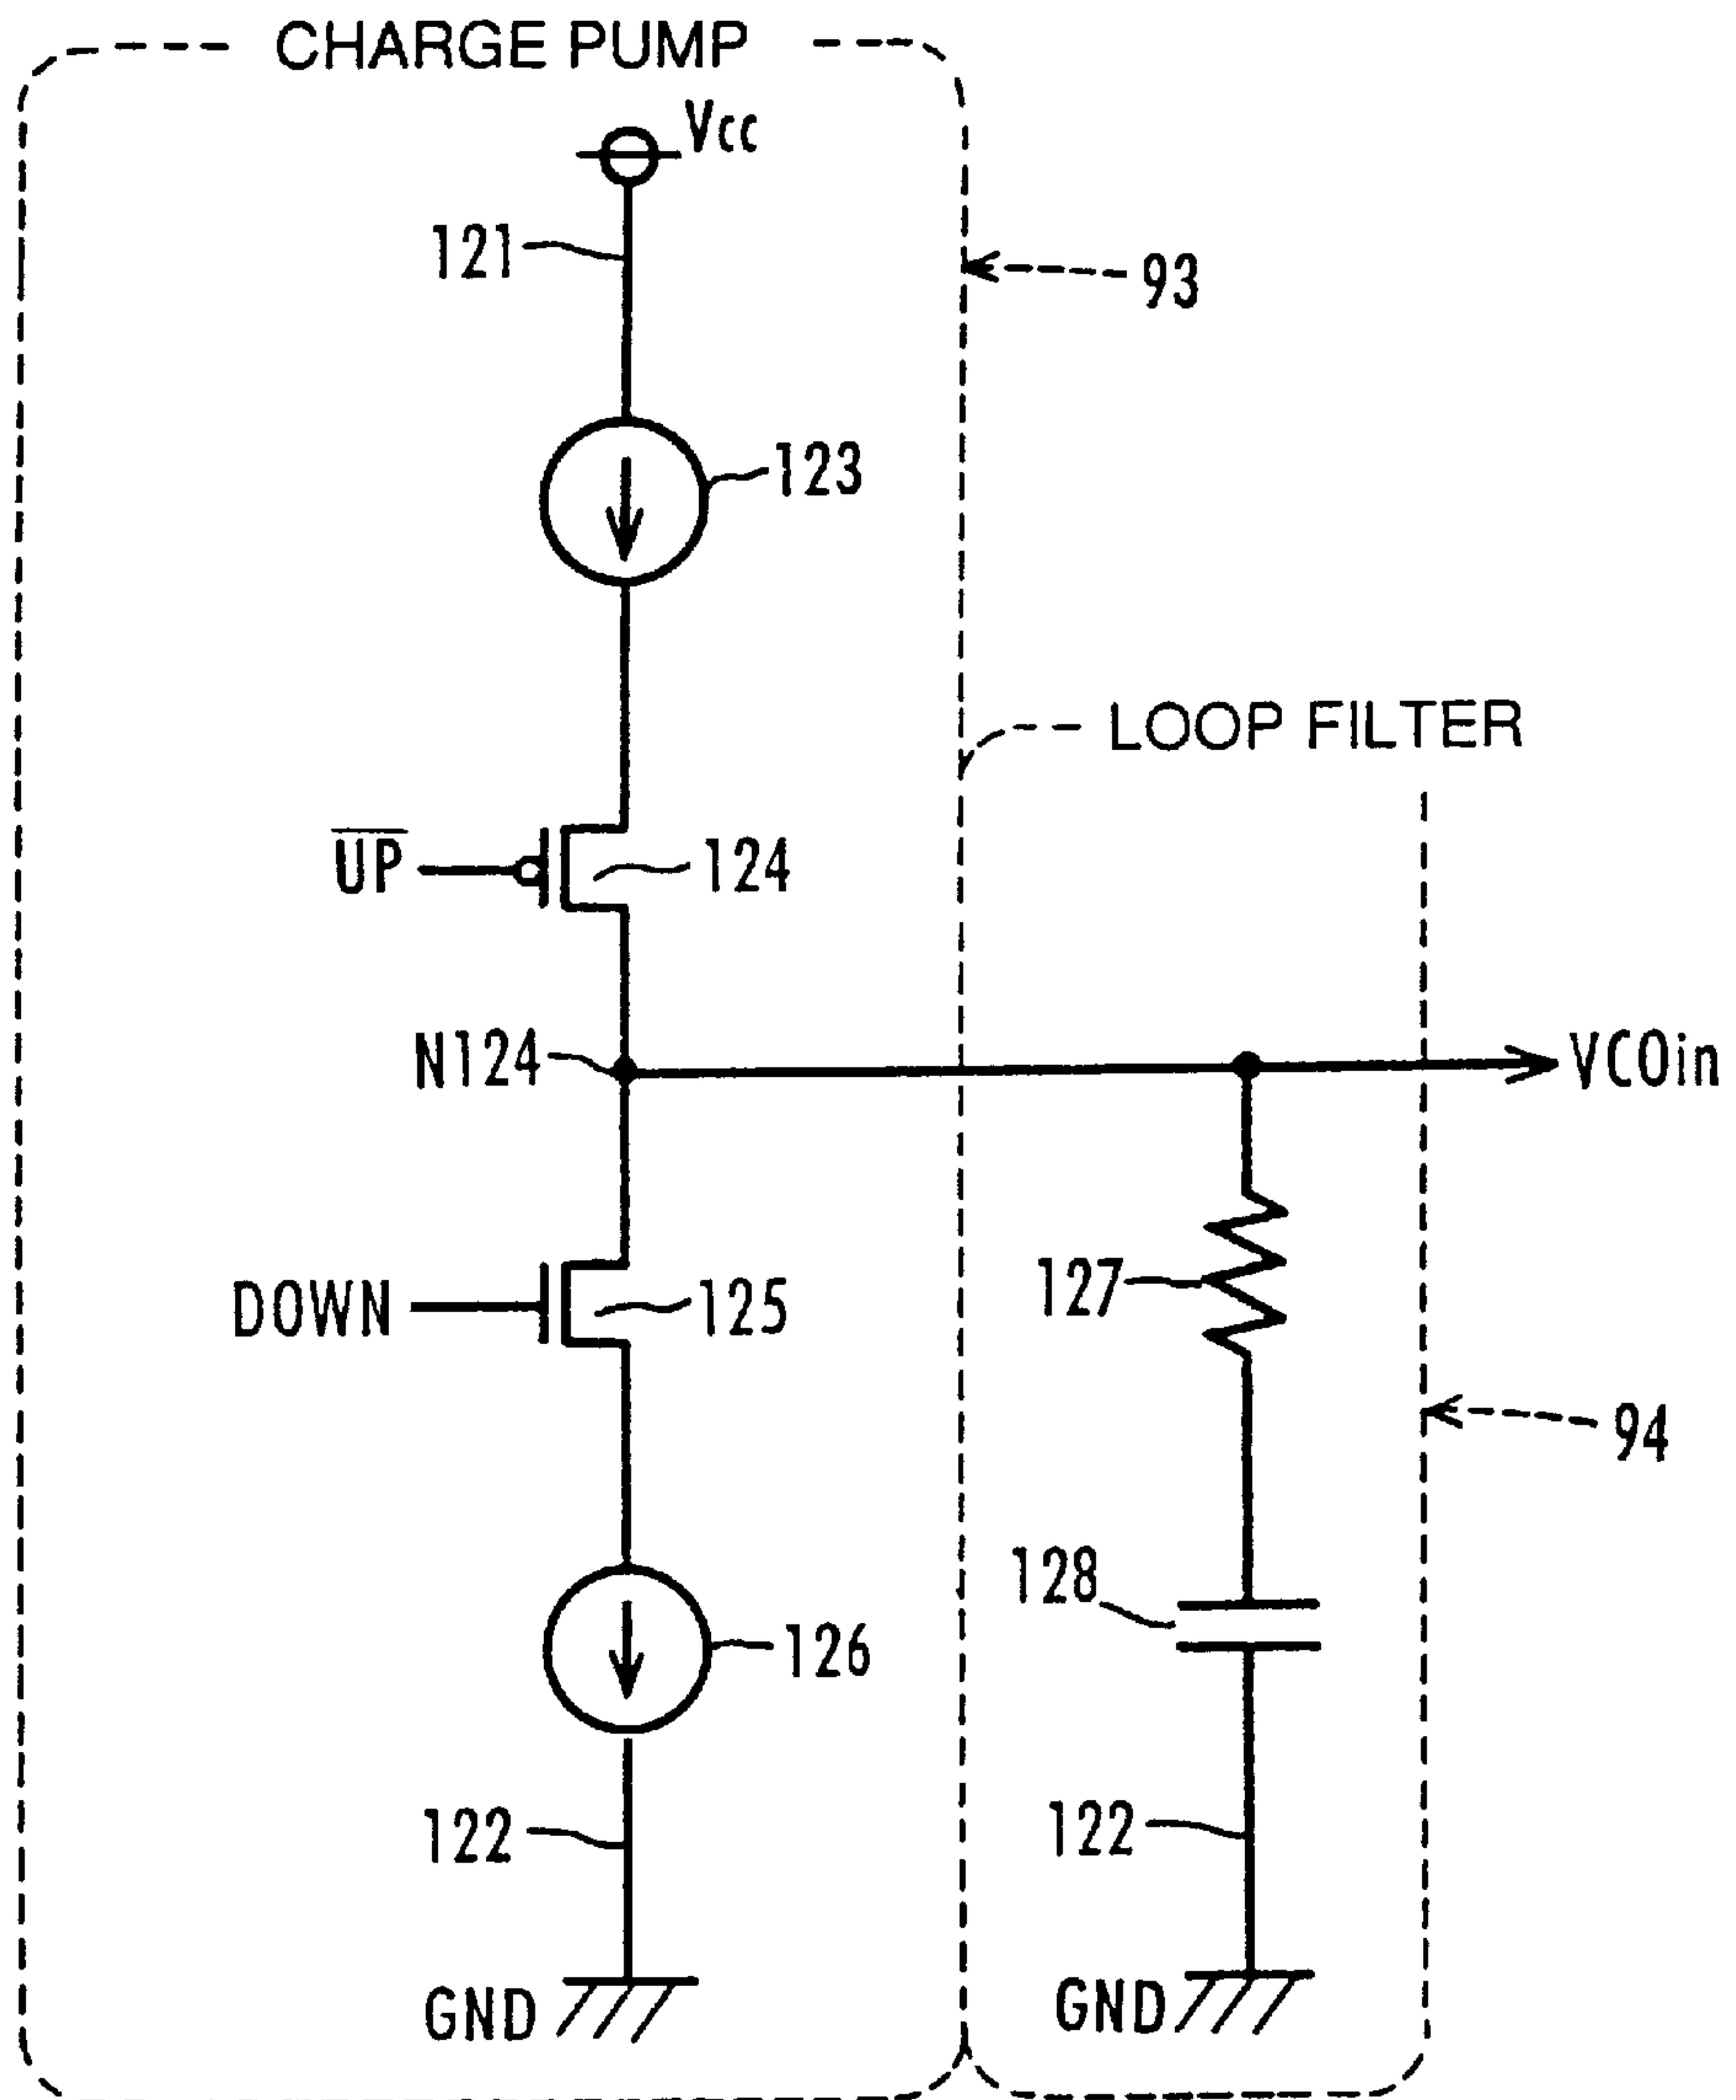 CHARGE PUMP
Vcc
121
93
123
LOOP FILTER
UP
124
N124
VCOin
DOWN
125
127
94
128
126
122
122
GND
GND